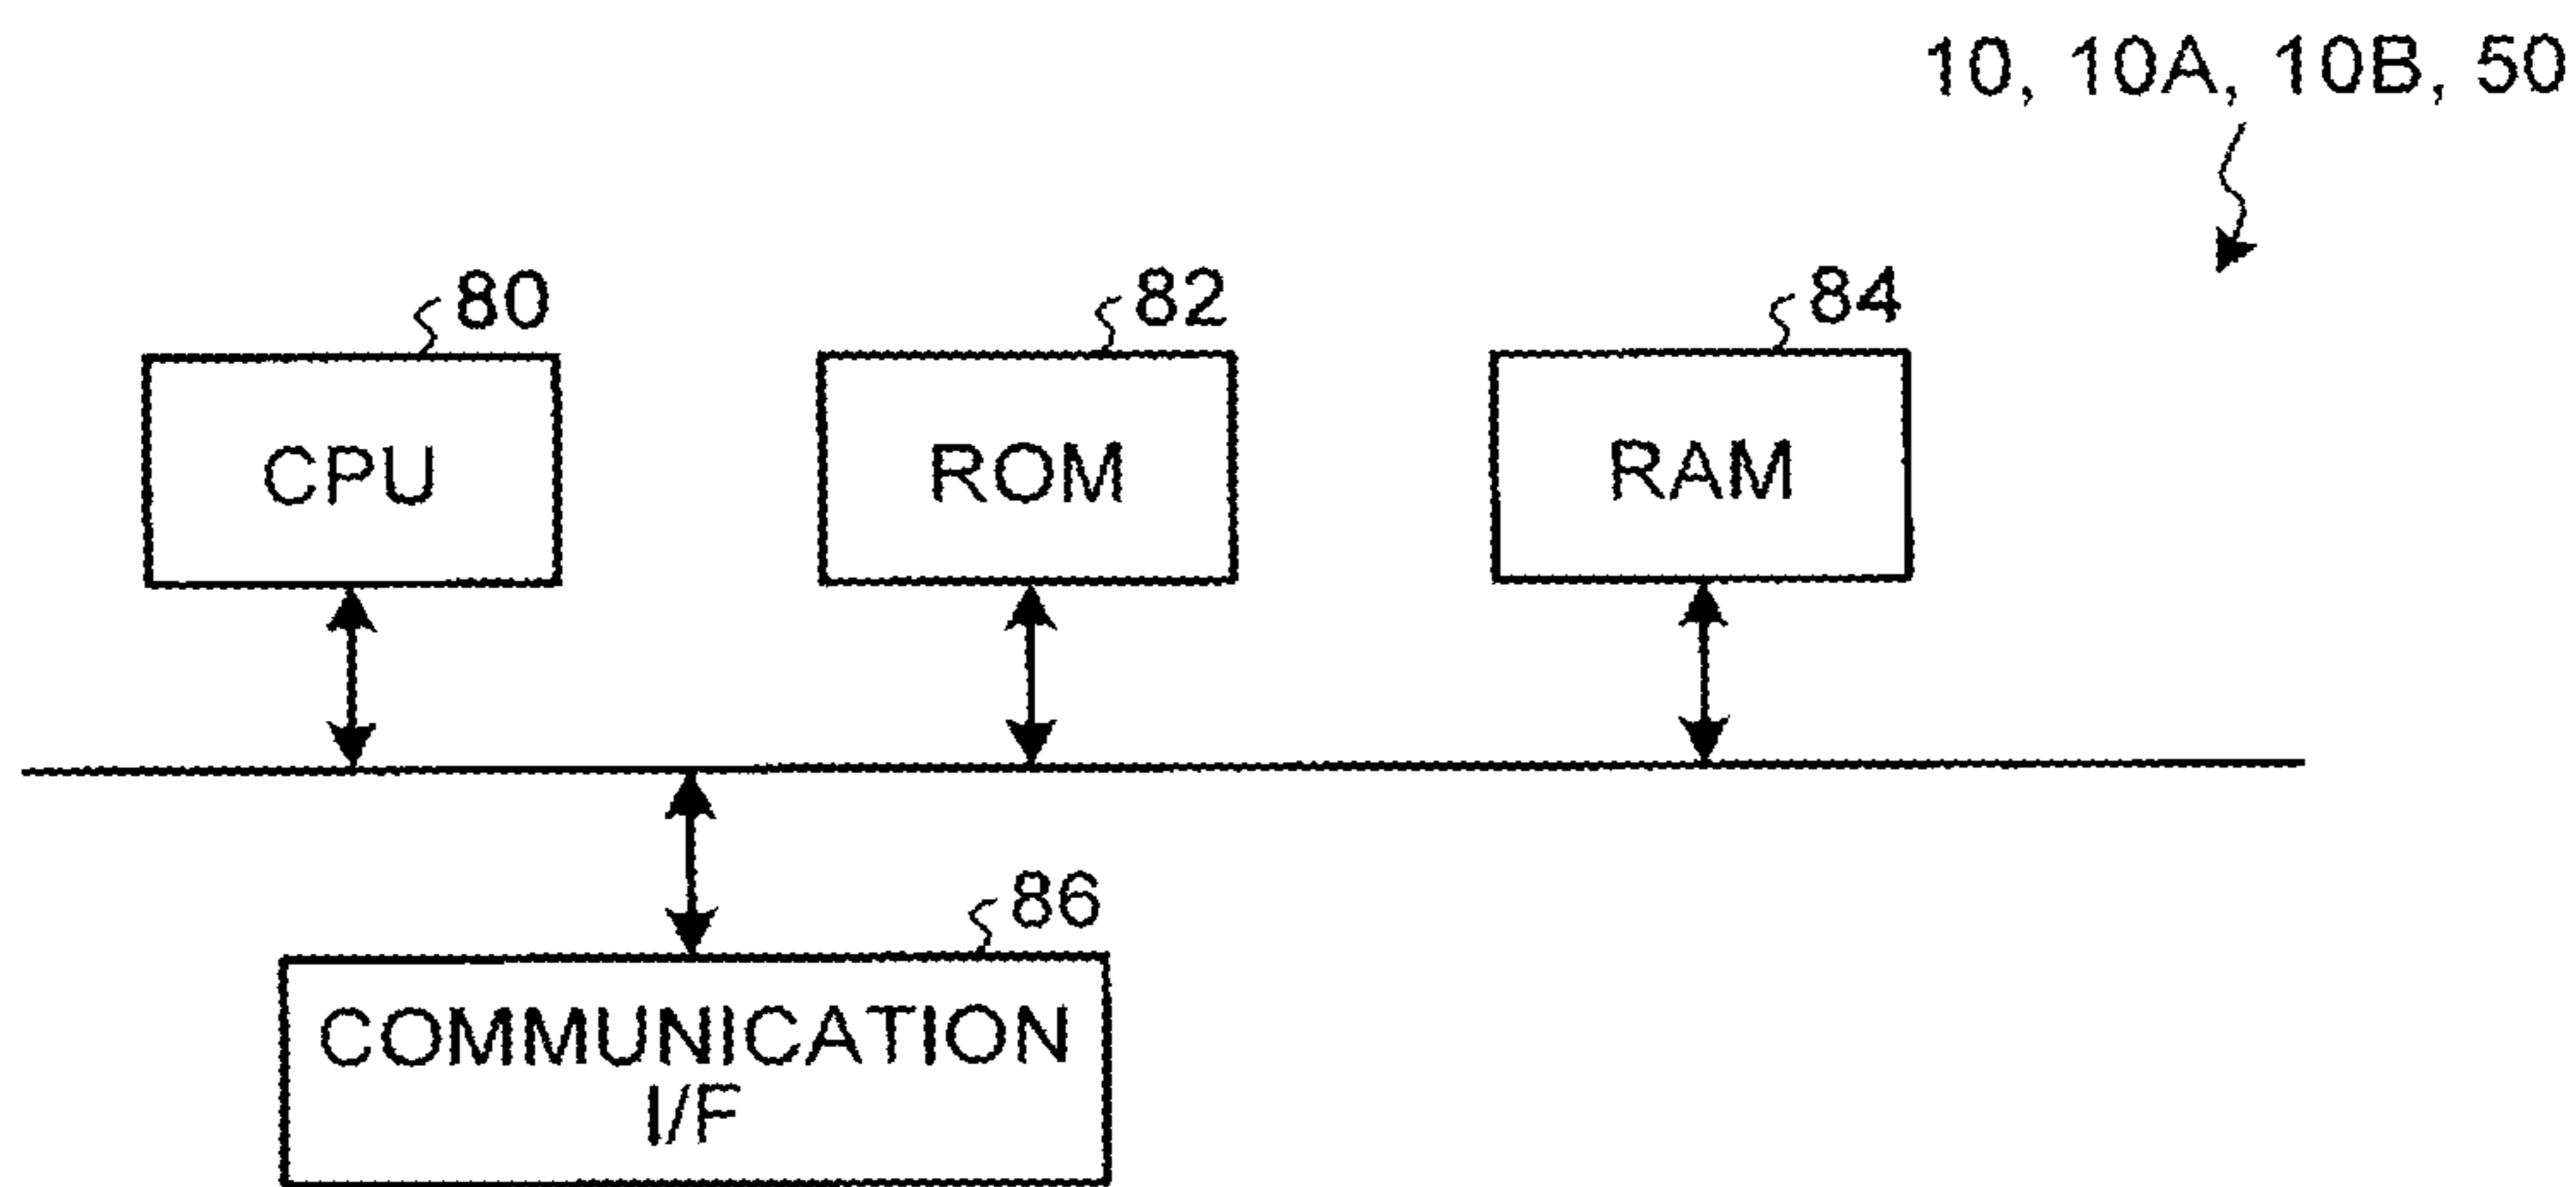 10, 10A, 10B, 50
80
82
84
CPU
ROM
RAM
86
COMMUNICATION
I/F